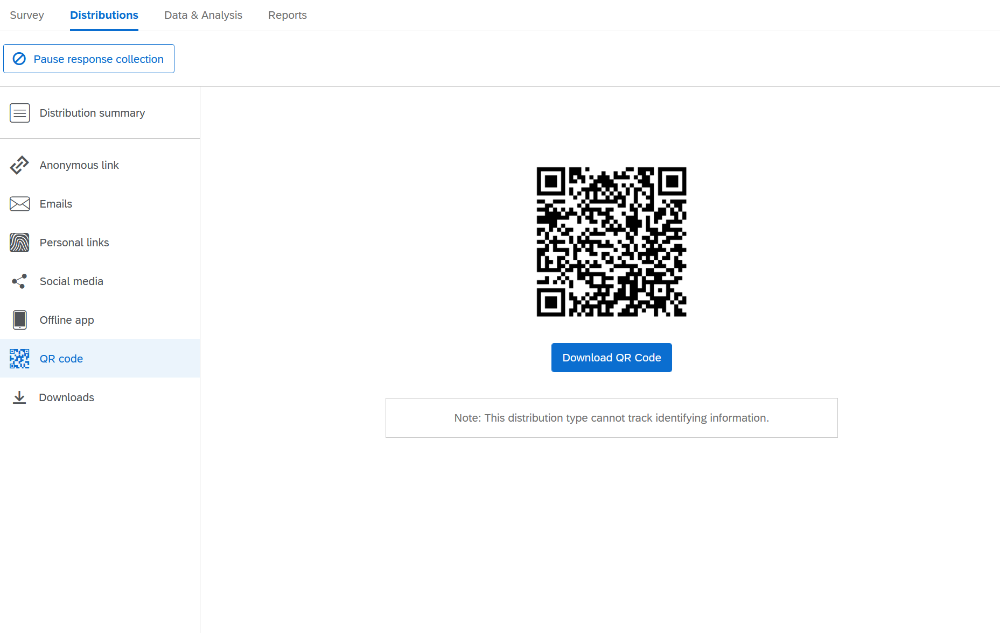 Survey
Distributions
Data & Analysis
Reports
Pause response collection
Distribution summary
Anonymous link
Emails
Personal links
Social media
Offline app
QR code
Downloads
Download QR Code
Note: This distribution type cannot track identifying information.